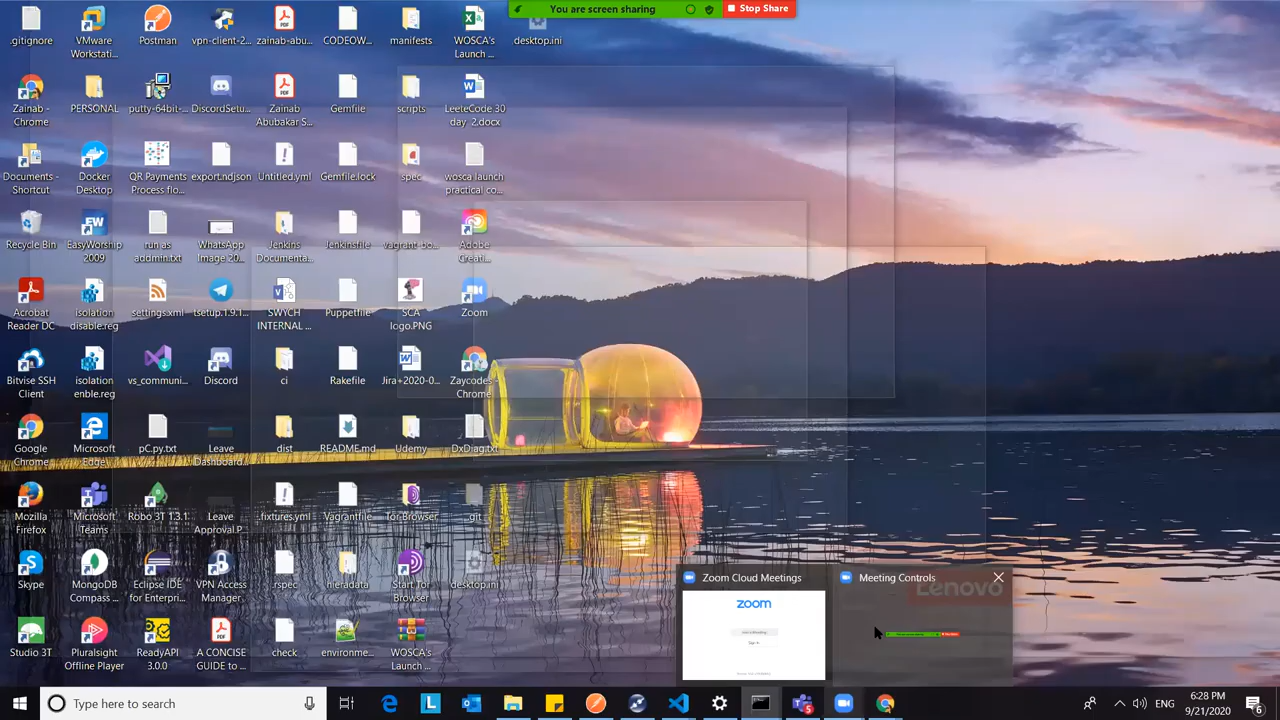 You are screen sharing
Stop Share
.gitignore
VMware
Workstati...
Postman
vpn-client-2...
zainab-abu...
CODEOW...
manifests
WOSCA's
Launch ...
desktop.ini
Zainab -
Chrome
PERSONAL
putty-64bit-...
DiscordSetu...
Zainab
Abubakar S...
Gemfile
scripts
LeeteCode 30
day 2.docx
Documents -
Shortcut
Docker
Desktop
QR Payments
Process flo...
export.ndjson
Untitled.yml
Gemfile.lock
spec
wosca launch
practical co...
Recycle Bin
EasyWorship
2009
run as
addmin.txt
WhatsApp
Image 20...
Jenkins
Documenta...
Jenkinsfile
vagrant_bo...
Adobe
Creati...
Acrobat
Reader DC
isolation
disable.reg
settings.xml
tsetup.1.9.1...
SWYCH
INTERNAL ...
Puppetfile
SCA
logo.PNG
Zoom
Bitvise SSH
Client
isolation
enble.reg
vs_communi...
Discord
ci
Rakefile
Jira+2020-0...
Zaycodes -
Chrome
Google
Chrome
Microsoft
Edge
pC.py.txt
Leave
Dashboard...
dist
README.md
Udemy
DxDiag.txt
Mozilla
Firefox
Microsoft
Teams
Robo 3T 1.3.1
Leave
Approval.P...
.fixtures.yml
Vagrantfile
Tor Browser
.git
Skype
MongoDB
Compass ...
Eclipse IDE
for Enterpri...
VPN Access
Manager
.rspec
hieradata
Start Tor
Browser
desktop.ini
Studio 3T
Pluralsight
Offline Player
ReadyAPI
3.0.0
A CONCISE
GUIDE to ...
check
environme...
WOSCA's
Launch ...
Zoom Cloud Meetings
Meeting Controls
Lenovo
zoom
Type here to search
ENG
6:28 PM
9/21/2020